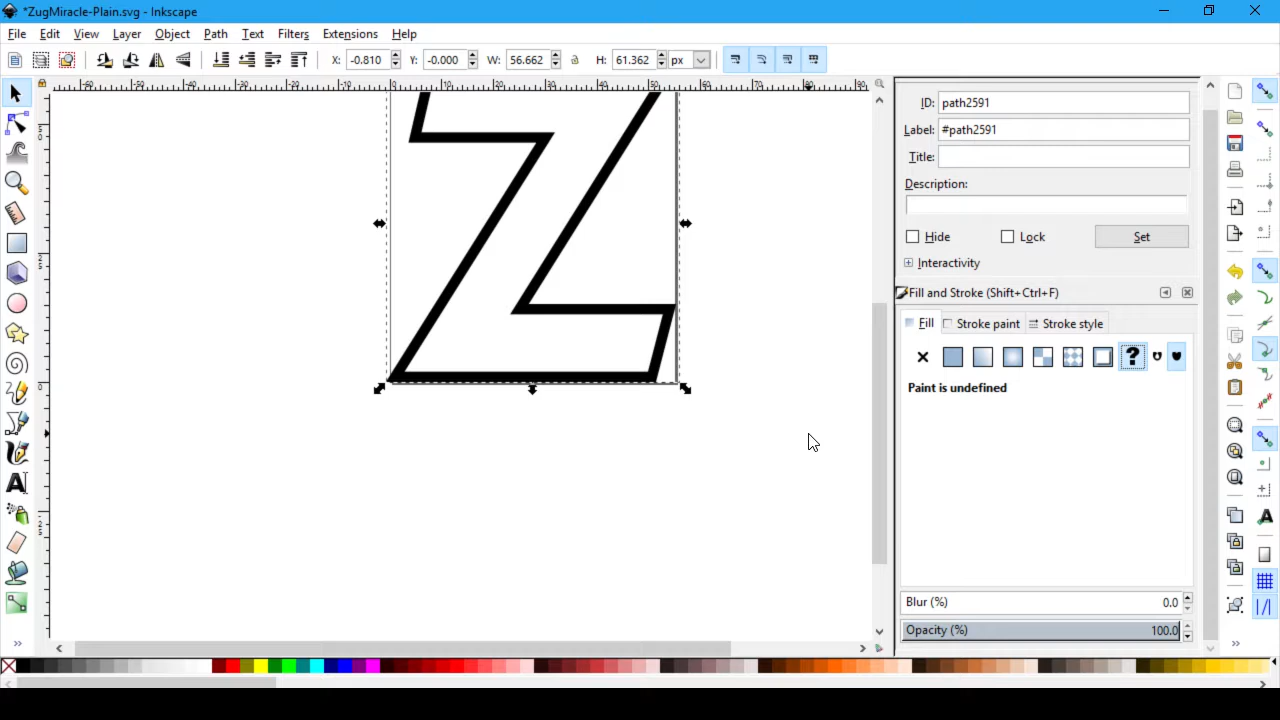 *ZugMiracle-Plain.svg - Inkscape
File Edit View Layer Object Path Text Filters Extensions Help
X: -0.810 Y: -0.000 W: 56.662 H: 61.362 px
ID: path2591
Label: #path2591
Title:
Description:
Hide Lock Set
Interactivity
Fill and Stroke (Shift+Ctrl+F)
Fill Stroke paint Stroke style
Paint is undefined
Blur (%) 0.0
Opacity (%) 100.0